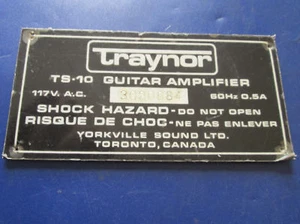 traynor
TS-10 GUITAR AMPLIFIER
117V. A.C. 60Hz 0.5A
SHOCK HAZARD-DO NOT OPEN
RISQUE DE CHOC-NE PAS ENLEVER
YORKVILLE SOUND LTD.
TORONTO, CANADA